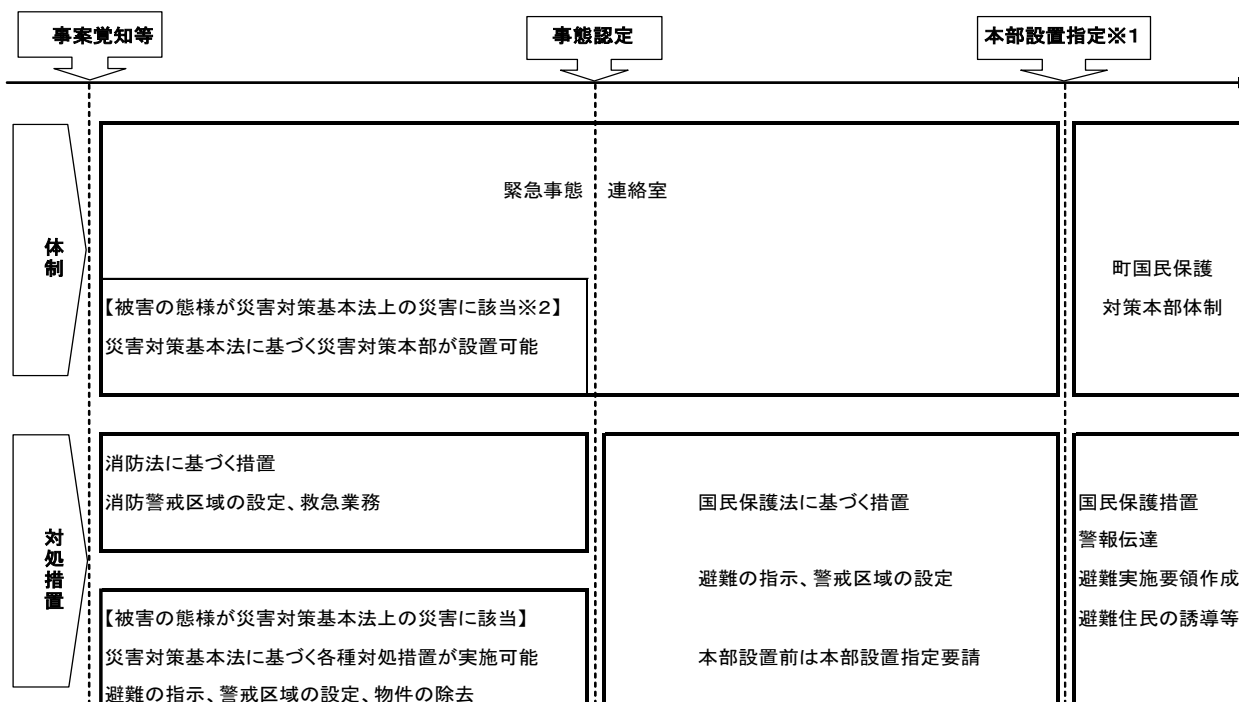 事案覚知等
事態認定
本部設置指定※1
体制
緊急事態連絡室
【被害の態様が災害対策基本法上の災害に該当※2】
災害対策基本法に基づく災害対策本部が設置可能
町国民保護
対策本部体制
対処措置
消防法に基づく措置
消防警戒区域の設定、救急業務
【被害の態様が災害対策基本法上の災害に該当】
災害対策基本法に基づく各種対処措置が実施可能
避難の指示、警戒区域の設定、物件の除去
国民保護法に基づく措置
避難の指示、警戒区域の設定
本部設置前は本部設置指定要請
国民保護措置
警報伝達
避難実施要領作成
避難住民の誘導等